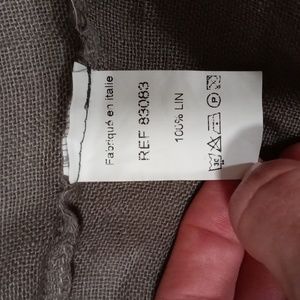 Fabriqué en italie
REF 83083
100% LIN
P